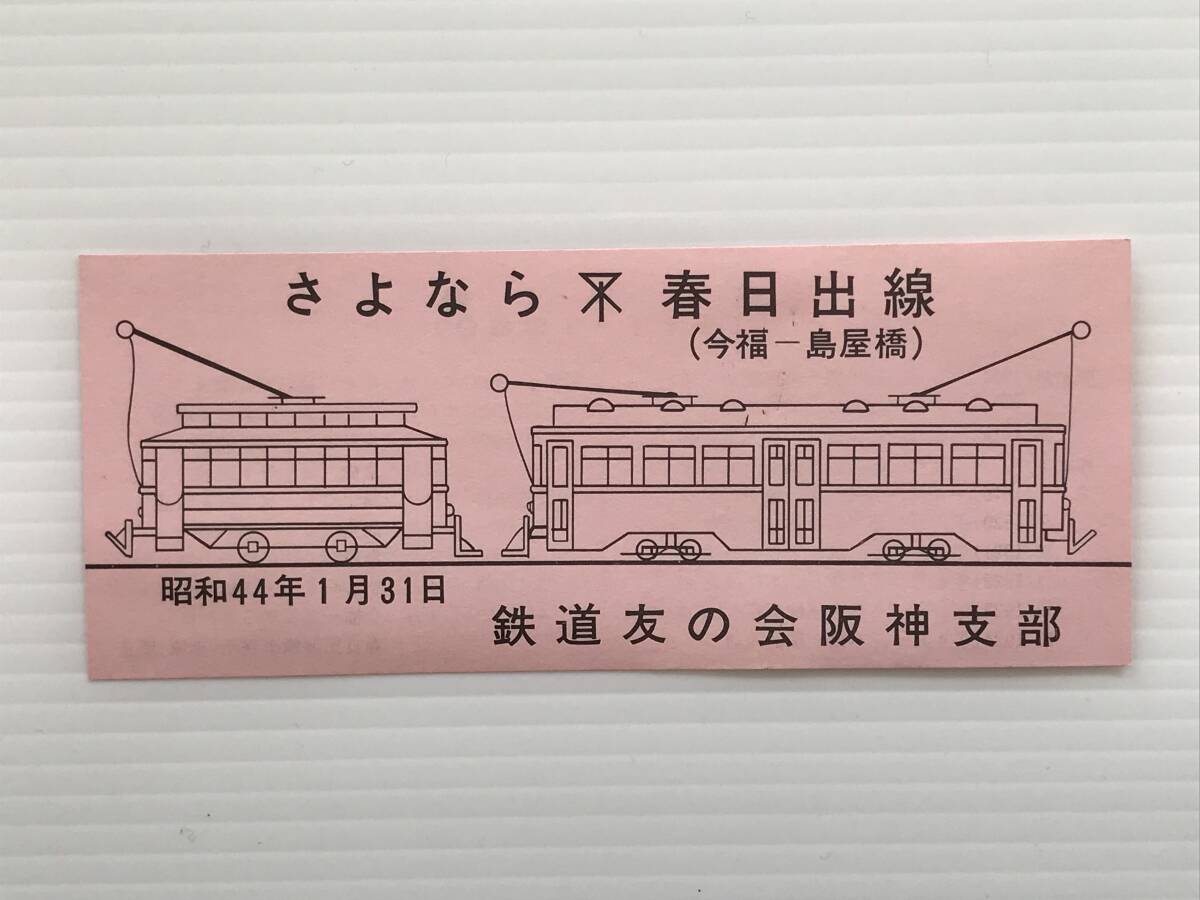 さよなら 春日出線
(今福－島屋橋)
昭和44年1月31日
鉄道友の会阪神支部